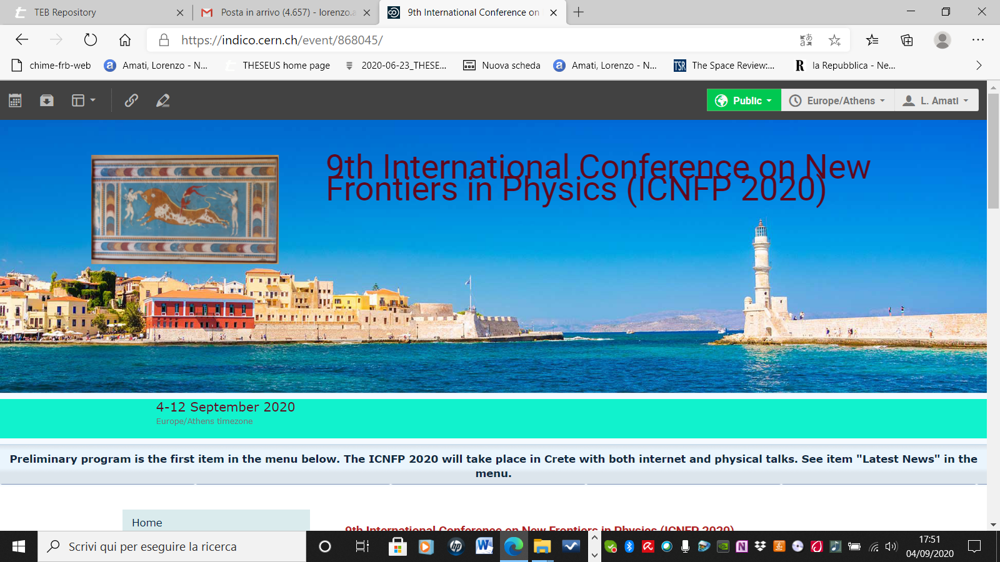 TEB Repository
Posta in arrivo (4.657) - lorenzo.a
9th International Conference on
https://indico.cern.ch/event/868045/
chime-frb-web
Amati, Lorenzo - N...
THESEUS home page
2020-06-23_THESE...
Nuova scheda
Amati, Lorenzo - N...
TSR
The Space Review:...
R
la Repubblica - Ne...
Public
Europe/Athens
L. Amati
9th International Conference on New
Frontiers in Physics (ICNFP 2020)
4-12 September 2020
Europe/Athens timezone
Preliminary program is the first item in the menu below. The ICNFP 2020 will take place in Crete with both internet and physical talks. See item "Latest News" in the
menu.
Home
9th International Conference on New Frontiers in Physics (ICNFP 2020)
Scrivi qui per eseguire la ricerca
17:51
04/09/2020